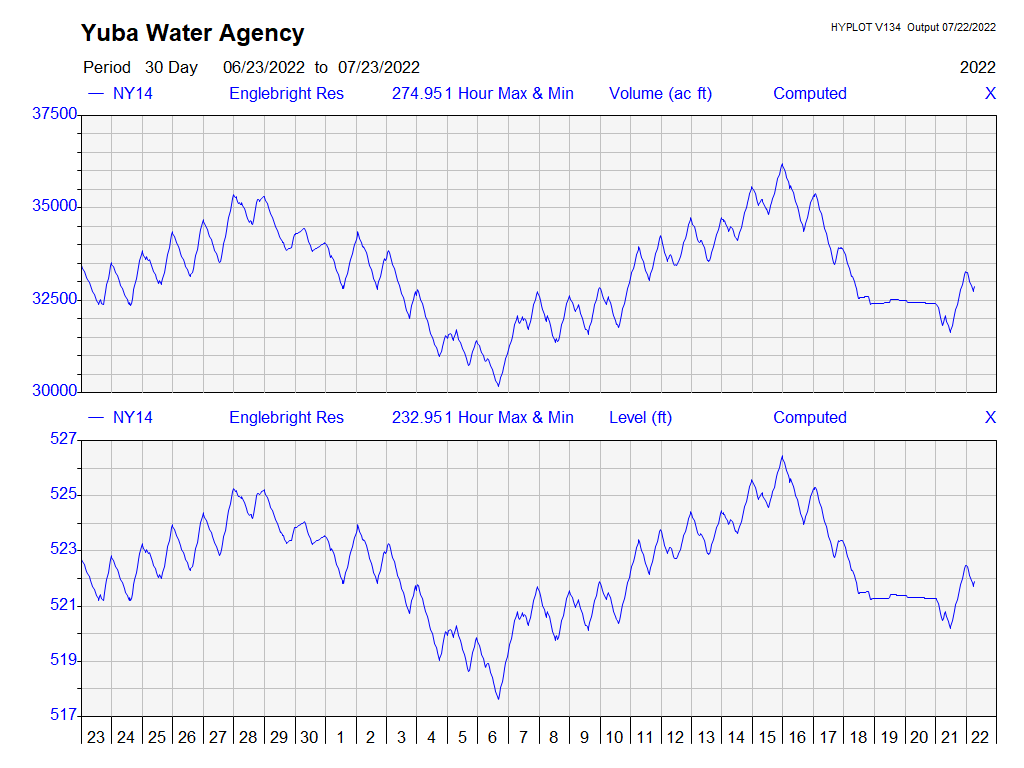 Yuba Water Agency
HYPLOT V134 Output 07/22/2022
Period 30 Day 06/23/2022 to 07/23/2022 2022
NY14 Englebright Res 274.951 Hour Max & Min Volume (ac ft) Computed X
37500
35000
32500
30000
NY14 Englebright Res 232.951 Hour Max & Min Level (ft) Computed X
527
525
523
521
519
517
23 24 25 26 27 28 29 30 1 2 3 4 5 6 7 8 9 10 11 12 13 14 15 16 17 18 19 20 21 22